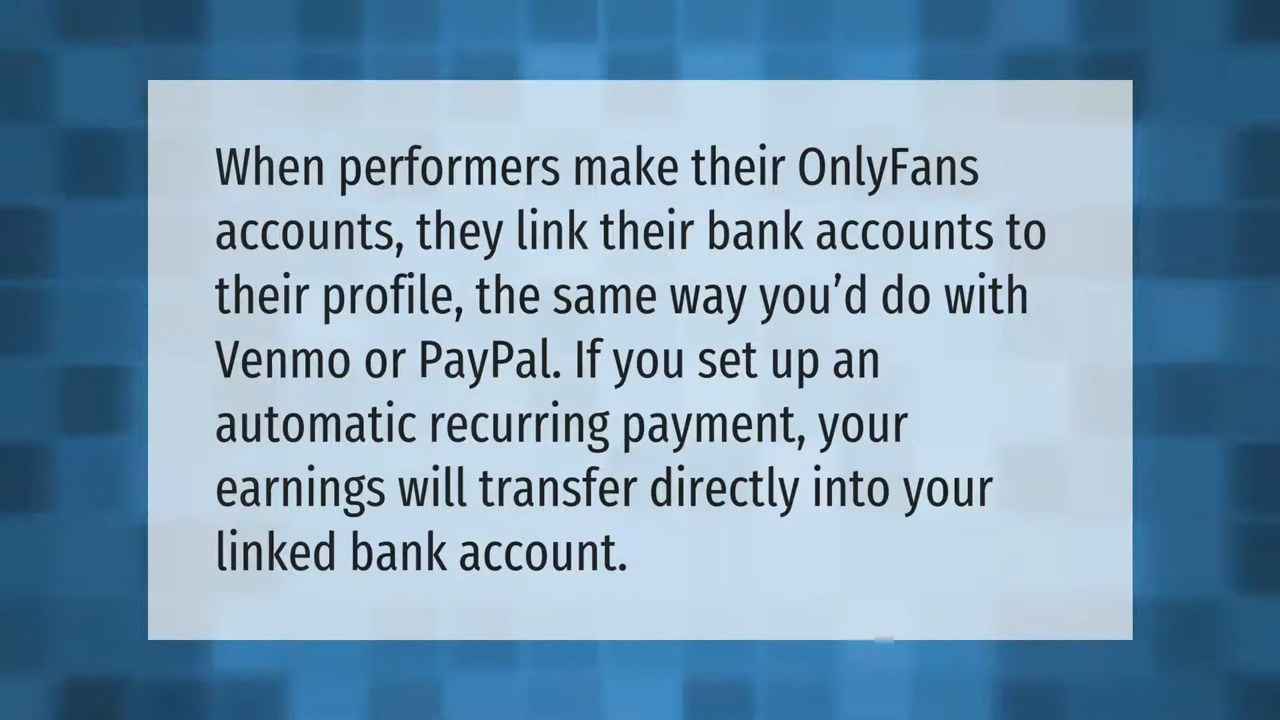 When performers make their OnlyFans
accounts, they link their bank accounts to
their profile, the same way you’d do with
Venmo or PayPal. If you set up an
automatic recurring payment, your
earnings will transfer directly into your
linked bank account.